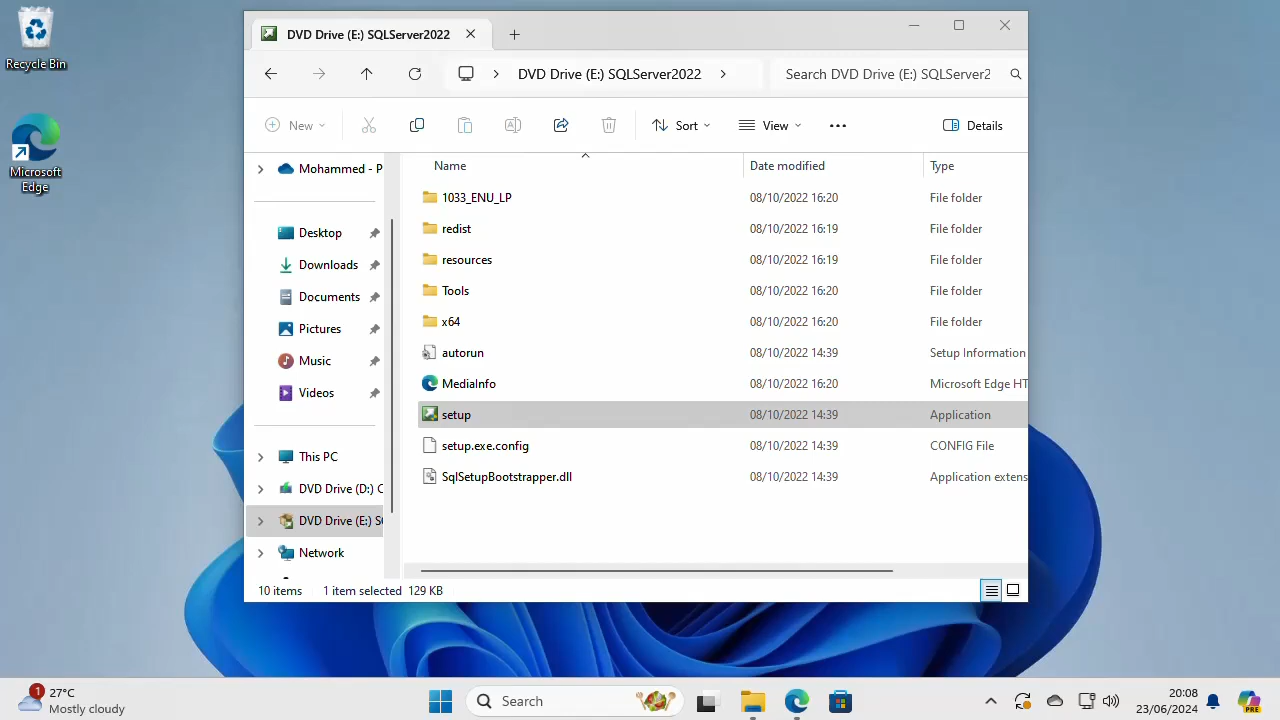 Recycle Bin
Microsoft
Edge
DVD Drive (E:) SQLServer2022
DVD Drive (E:) SQLServer2022
Search DVD Drive (E:) SQLServer2
New
Sort
View
Details
Mohammed - P
Desktop
Downloads
Documents
Pictures
Music
Videos
This PC
DVD Drive (D:) C
DVD Drive (E:) SQ
Network
Name Date modified Type
1033_ENU_LP 08/10/2022 16:20 File folder
redist 08/10/2022 16:19 File folder
resources 08/10/2022 16:19 File folder
Tools 08/10/2022 16:20 File folder
x64 08/10/2022 16:20 File folder
autorun 08/10/2022 14:39 Setup Information
MediaInfo 08/10/2022 16:20 Microsoft Edge HT
setup 08/10/2022 14:39 Application
setup.exe.config 08/10/2022 14:39 CONFIG File
SqlSetupBootstrapper.dll 08/10/2022 14:39 Application extens
10 items 1 item selected 129 KB
1
27°C
Mostly cloudy
Search
20:08
23/06/2024
PRE